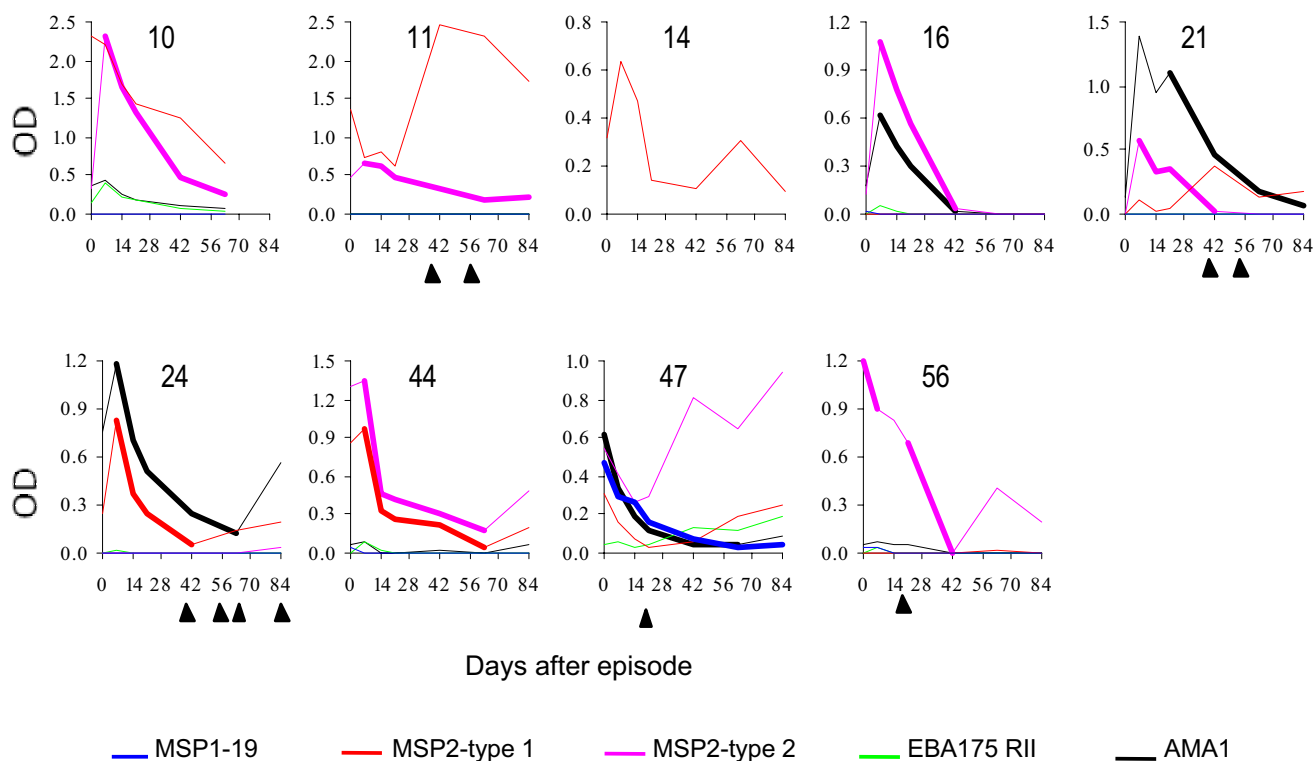 10 11 14 16 21
2.5 2.5 0.8 1.2 1.5
2.0 2.0 0.6 0.9 1.0
1.5 1.5 0.4 0.6 0.5
1.0 1.0 0.2 0.3 0.0
0.5 0.5 0.0 0.0
0.0 0.0
OD
0 14 28 42 56 70 84 0 14 28 42 56 70 84 0 14 28 42 56 70 84 0 14 28 42 56 70 84 0 14 28 42 56 70 84
24 44 47 56
1.2 1.5 1.0 1.2
0.9 1.2 0.8 0.9
0.6 0.9 0.6 0.6
0.3 0.6 0.4 0.3
0.0 0.3 0.2 0.0
0.0 0.0
OD
0 14 28 42 56 70 84 0 14 28 42 56 70 84 0 14 28 42 56 70 84 0 14 28 42 56 70 84
Days after episode
MSP1-19 MSP2-type 1 MSP2-type 2 EBA175 RII AMA1